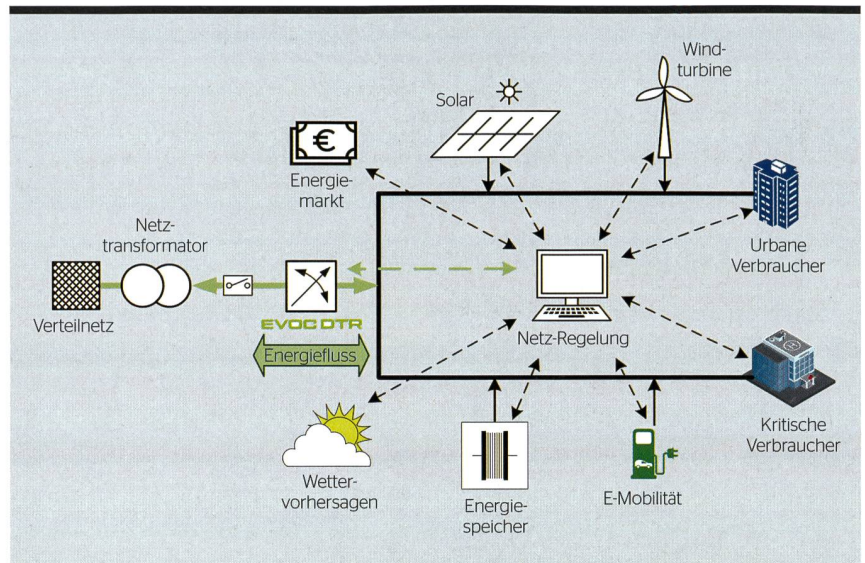 Wind-
turbine
Solar
€
Energie-
markt
Netz-
transformator
Urbane
Verbraucher
Verteilnetz
EVOC DTR
Energiefluss
Netz-Regelung
Kritische
Verbraucher
Wetter-
vorhersagen
Energie-
speicher
E-Mobilität
H